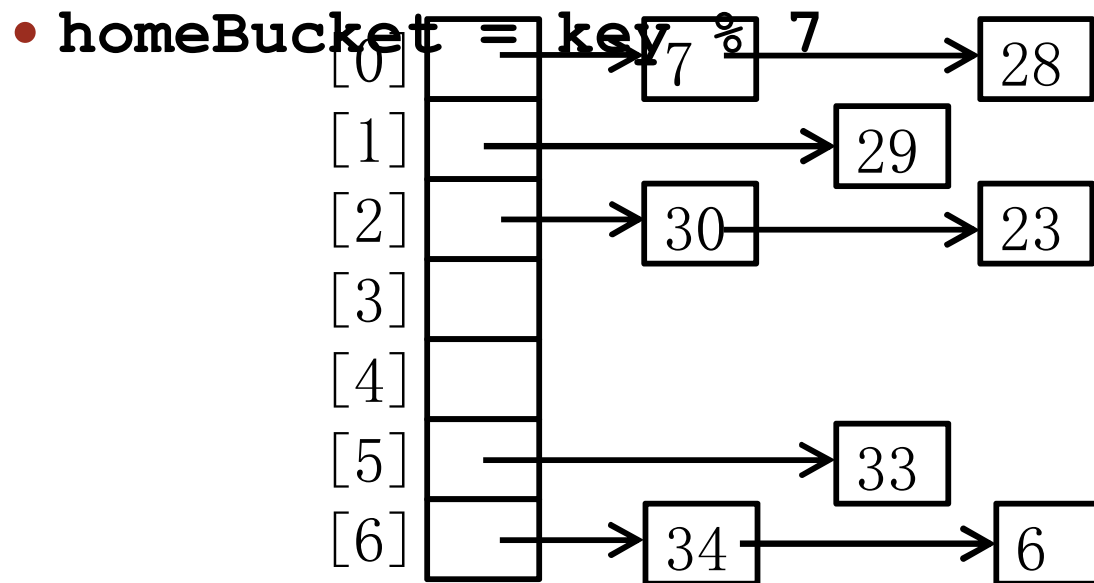 • homeBucket = key % 7
[0] 7 28
[1] 29
[2] 30 23
[3]
[4]
[5] 33
[6] 34 6